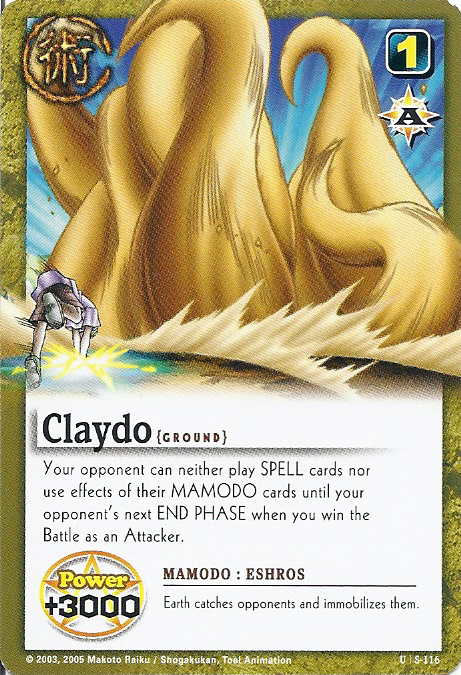 術
1
A
Claydo {GROUND}
Your opponent can neither play SPELL cards nor
use effects of their MAMODO cards until your
opponent's next END PHASE when you win the
Battle as an Attacker.
Power
+3000
MAMODO : ESHROS
Earth catches opponents and immobilizes them.
© 2003, 2005 Makoto Raiku / Shogakukan, Toei Animation
U S-116